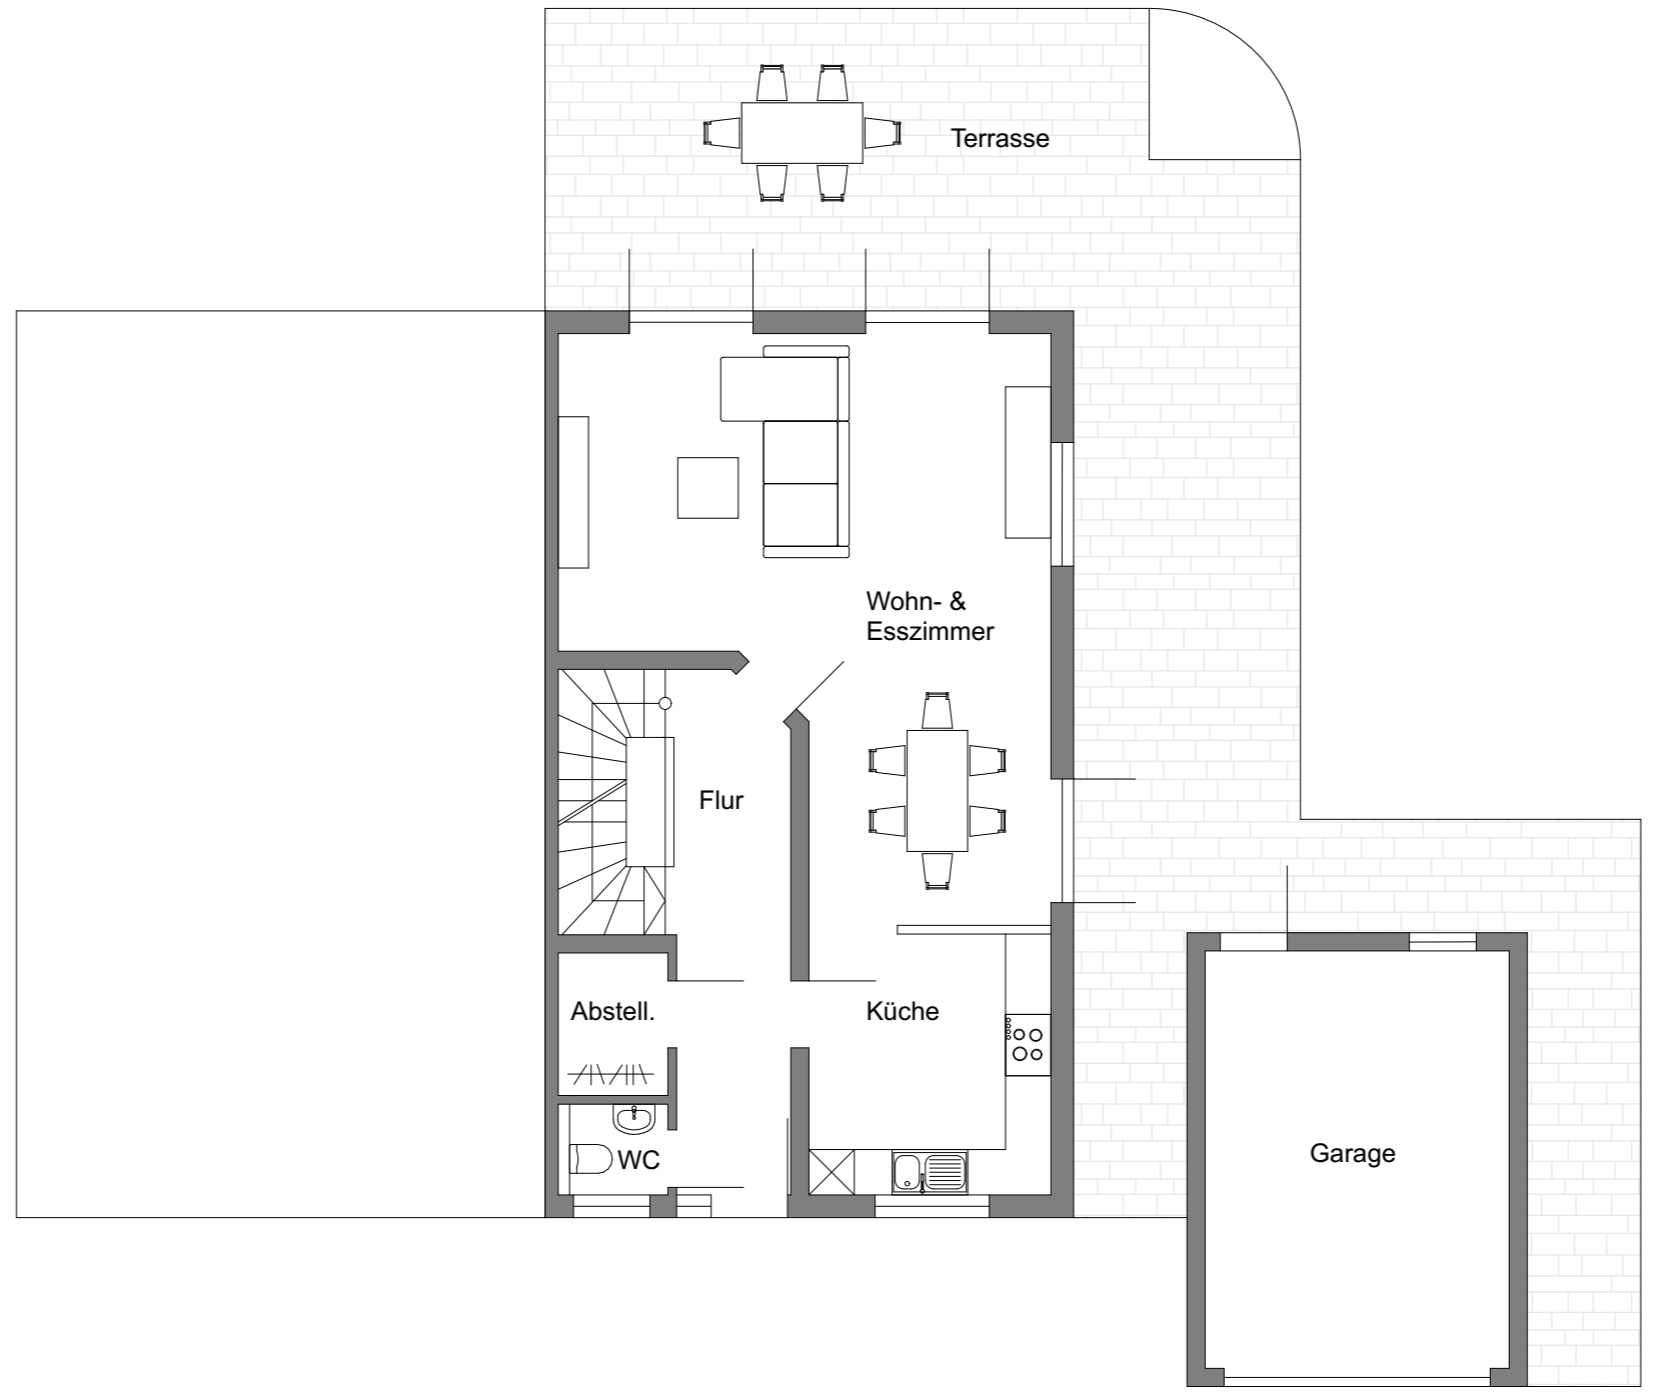 Terrasse
Wohn- &
Esszimmer
Flur
Abstell.
Küche
WC
Garage